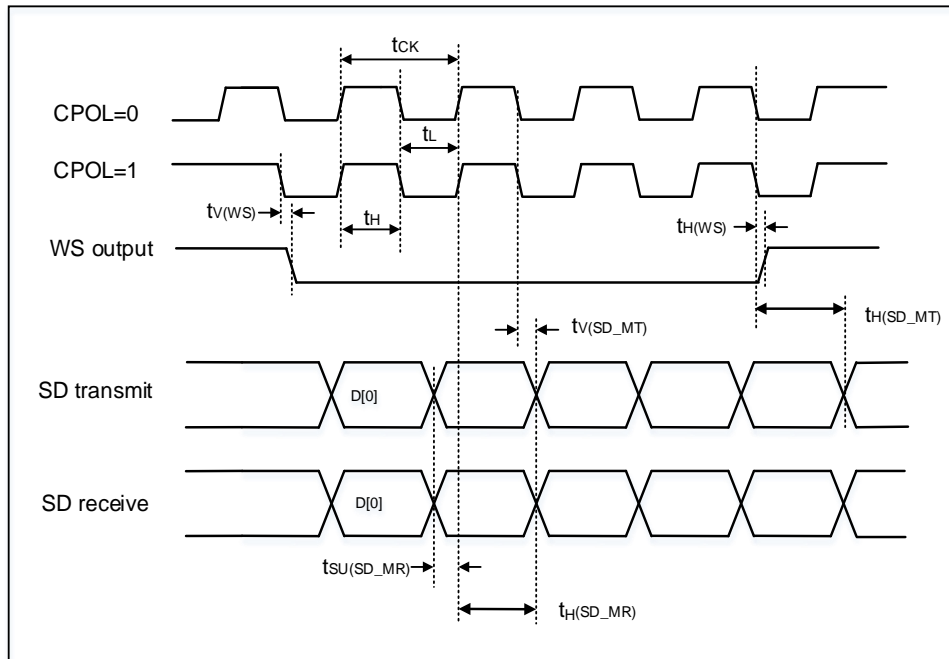 tCK
CPOL=0
tL
CPOL=1
tV(WS)
tH
tH(WS)
WS output
tV(SD_MT)
tH(SD_MT)
SD transmit
D[0]
SD receive
D[0]
tSU(SD_MR)
tH(SD_MR)